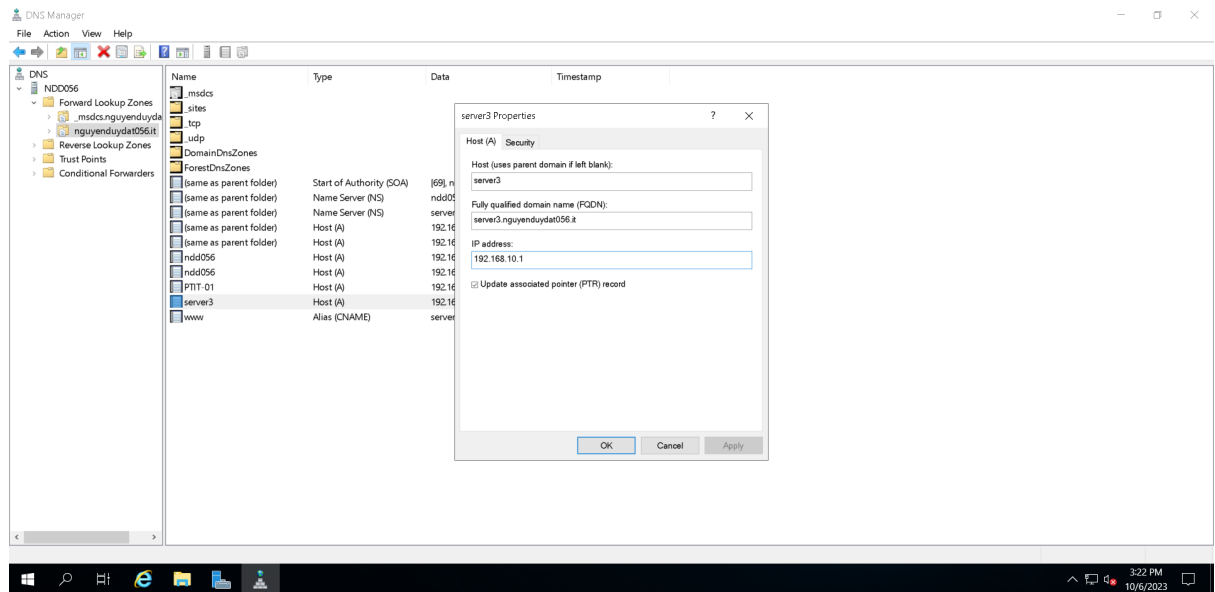 DNS Manager
File Action View Help
DNS
NDD056
Forward Lookup Zones
_msdcs.nguyenduyda
nguyenduydat056.it
Reverse Lookup Zones
Trust Points
Conditional Forwarders
Name Type Data Timestamp
_msdcs
_sites
_tcp
_udp
DomainDnsZones
ForestDnsZones
(same as parent folder) Start of Authority (SOA) [69], n
(same as parent folder) Name Server (NS) ndd05
(same as parent folder) Name Server (NS) server
(same as parent folder) Host (A) 192.16
(same as parent folder) Host (A) 192.16
ndd056 Host (A) 192.16
ndd056 Host (A) 192.16
PTIT-01 Host (A) 192.16
server3 Host (A) 192.16
www Alias (CNAME) server
server3 Properties
Host (A) Security
Host (uses parent domain if left blank):
server3
Fully qualified domain name (FQDN):
server3.nguyenduydat056.it
IP address:
192.168.10.1
Update associated pointer (PTR) record
OK Cancel Apply
3:22 PM
10/6/2023